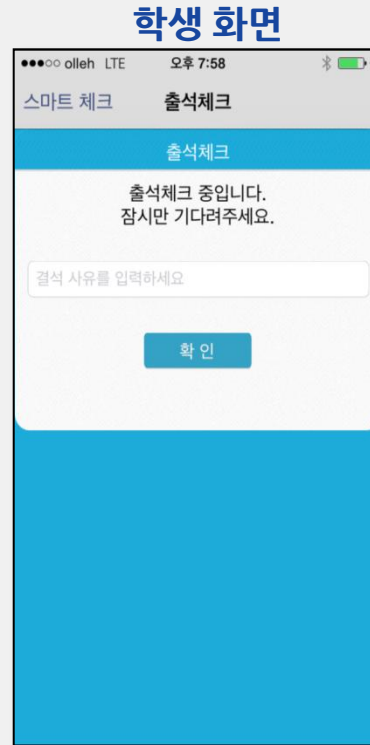 학생 화면
olleh LTE 오후 7:58
스마트 체크 출석체크
출석체크
출석체크 중입니다.
잠시만 기다려주세요.
결석 사유를 입력하세요
확 인